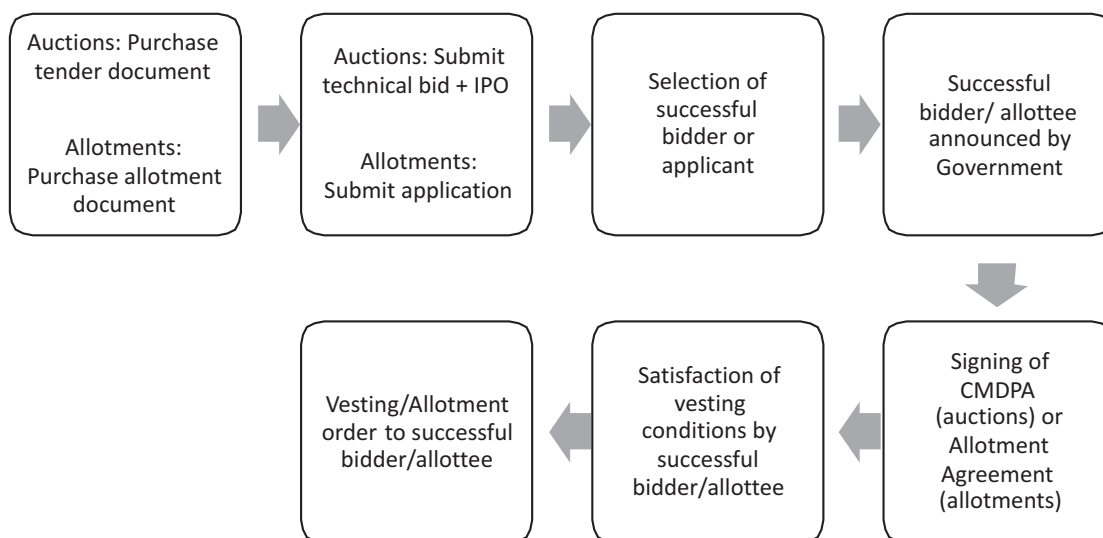 Auctions: Purchase
tender document
Allotments:
Purchase allotment
document
Auctions: Submit
technical bid + IPO
Allotments:
Submit application
Selection of
successful
bidder or
applicant
Successful
bidder/ allottee
announced by
Government
Signing of
CMDPA
(auctions) or
Allotment
Agreement
(allotments)
Satisfaction of
vesting
conditions by
successful
bidder/allottee
Vesting/Allotment
order to successful
bidder/allottee